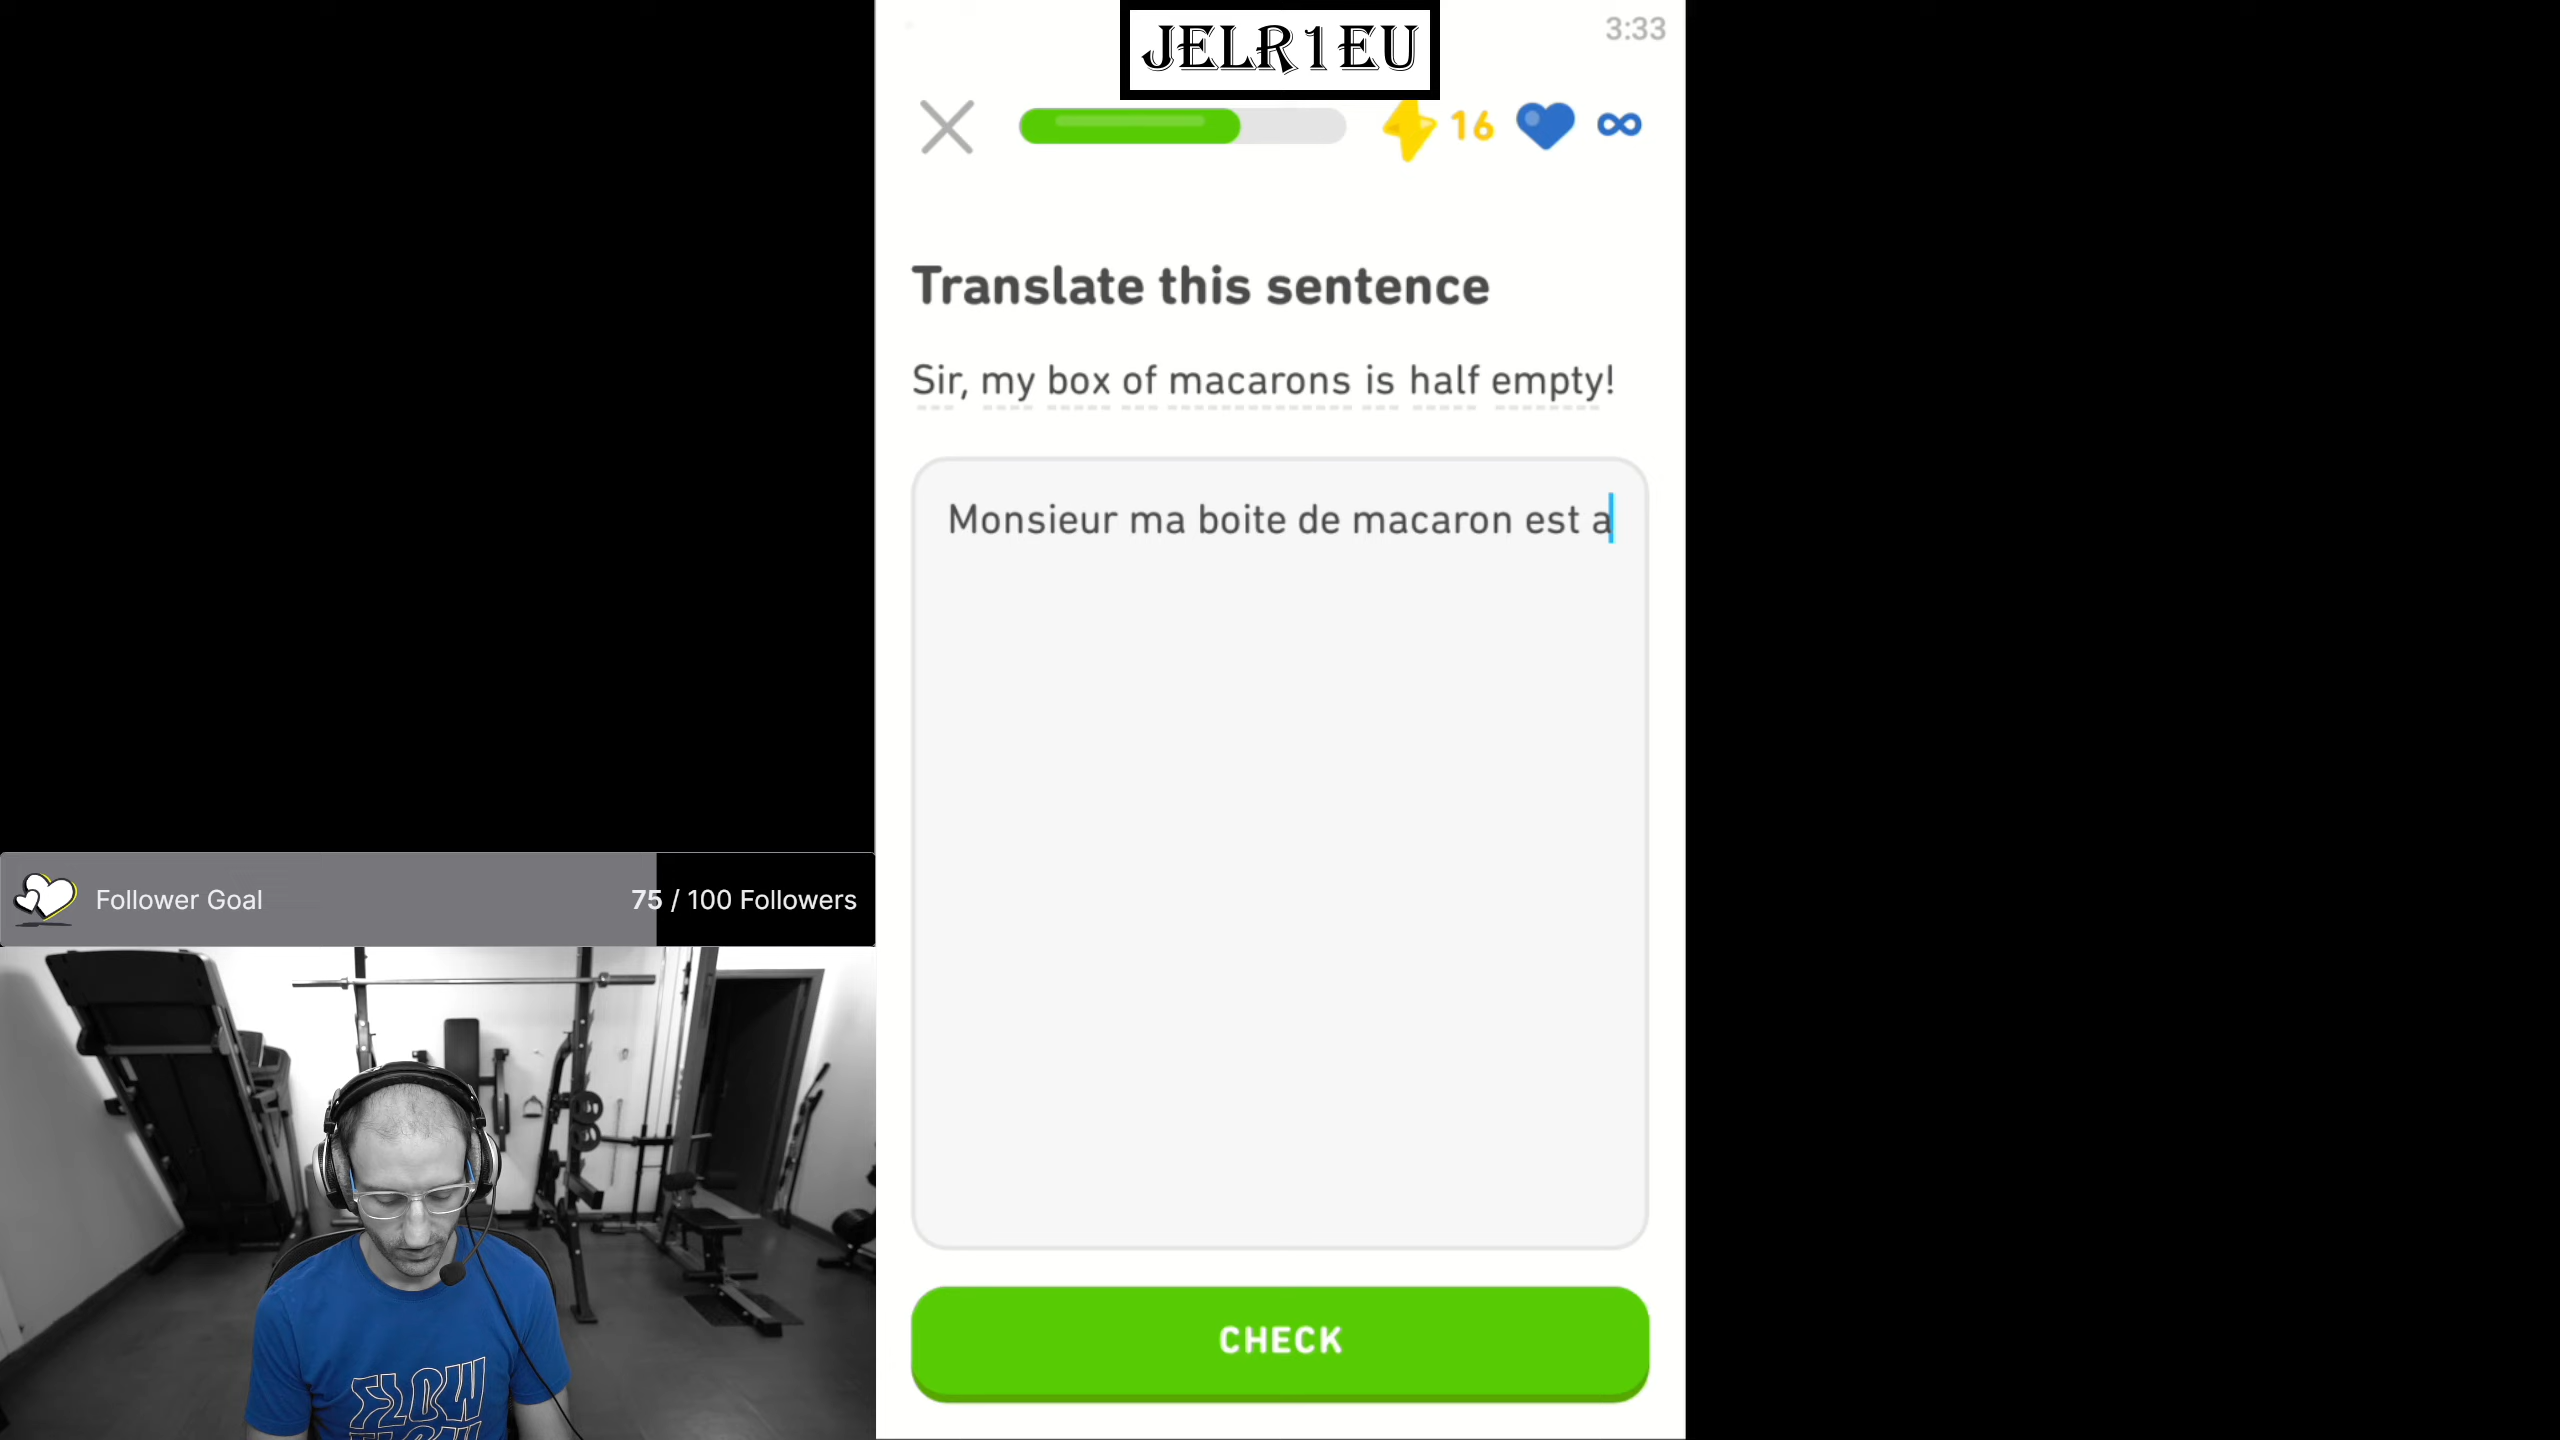 JELR1EU
3:33
16
Translate this sentence
Sir, my box of macarons is half empty!
Monsieur ma boite de macaron est a
Follower Goal
75 / 100 Followers
FLOW
CHECK